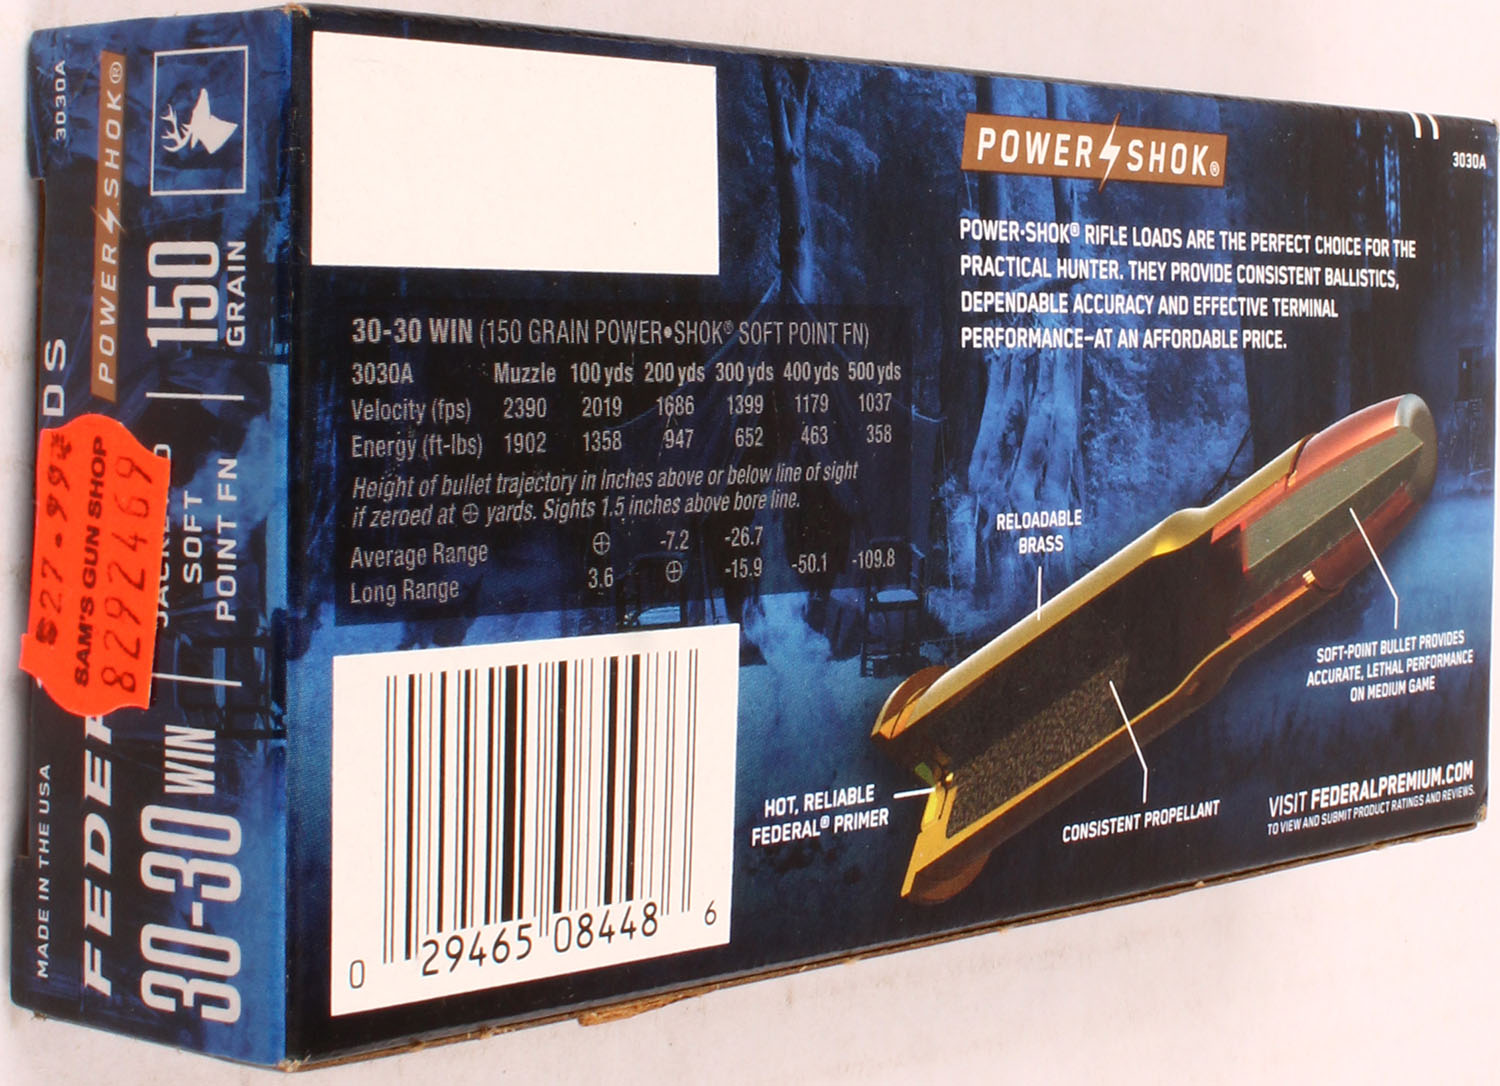 3030A
POWER⚡SHOK®
150
GRAIN
DS
SOFT
POINT FN
$27.99
SAM'S GUN SHOP
8292469
MADE IN THE USA
FEDER
30-30 WIN
POWER⚡SHOK®
3030A
POWER·SHOK® RIFLE LOADS ARE THE PERFECT CHOICE FOR THE
PRACTICAL HUNTER. THEY PROVIDE CONSISTENT BALLISTICS,
DEPENDABLE ACCURACY AND EFFECTIVE TERMINAL
PERFORMANCE–AT AN AFFORDABLE PRICE.
30-30 WIN (150 GRAIN POWER•SHOK® SOFT POINT FN)
3030A Muzzle 100 yds 200 yds 300 yds 400 yds 500 yds
Velocity (fps) 2390 2019 1686 1399 1179 1037
Energy (ft-lbs) 1902 1358 947 652 463 358
Height of bullet trajectory in Inches above or below line of sight
if zeroed at ⊕ yards. Sights 1.5 inches above bore line.
Average Range ⊕ -7.2 -26.7
Long Range 3.6 ⊕ -15.9 -50.1 -109.8
RELOADABLE
BRASS
SOFT-POINT BULLET PROVIDES
ACCURATE, LETHAL PERFORMANCE
ON MEDIUM GAME
HOT, RELIABLE
FEDERAL® PRIMER
CONSISTENT PROPELLANT
VISIT FEDERALPREMIUM.COM
TO VIEW AND SUBMIT PRODUCT RATINGS AND REVIEWS.
0 29465 08448 6